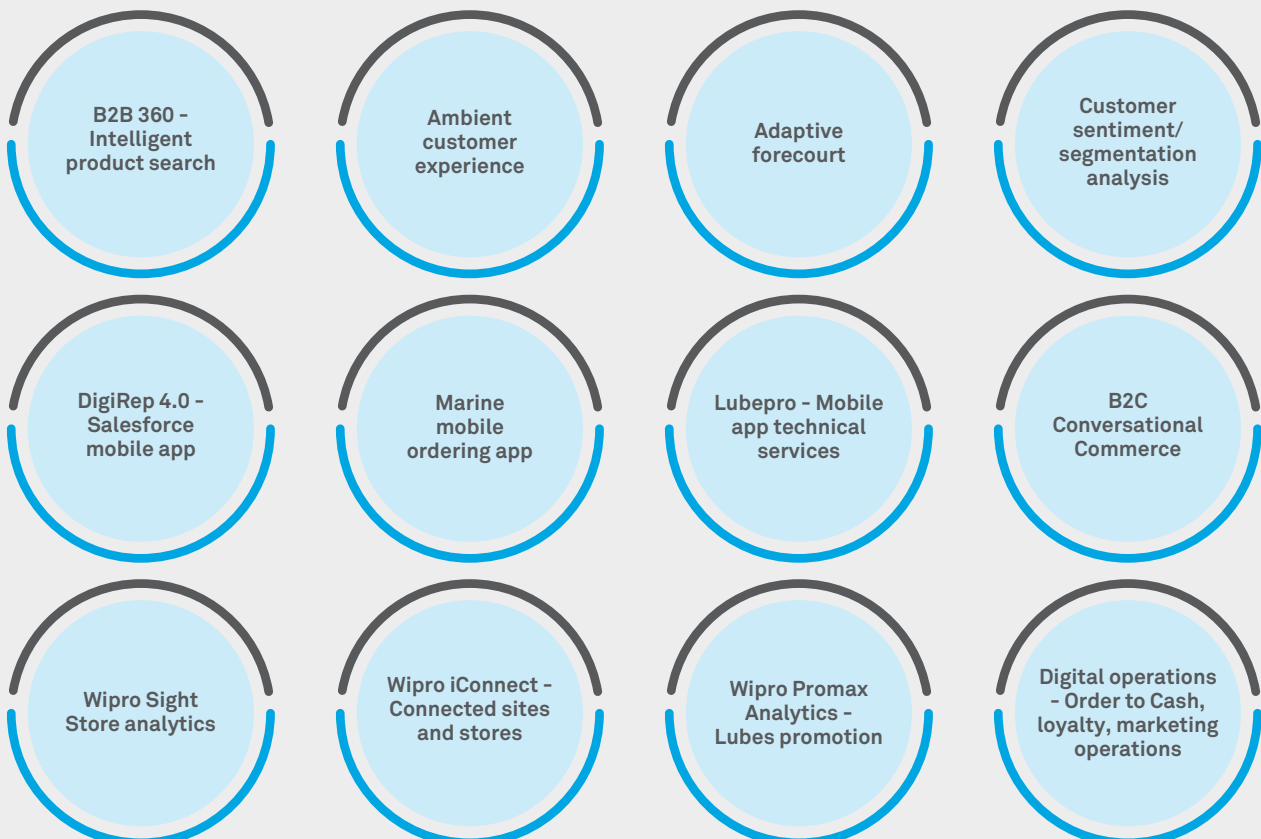 B2B 360 -
Intelligent
product search
Ambient
customer
experience
Adaptive
forecourt
Customer
sentiment/
segmentation
analysis
DigiRep 4.0 -
Salesforce
mobile app
Marine
mobile
ordering app
Lubepro - Mobile
app technical
services
B2C
Conversational
Commerce
Wipro Sight
Store analytics
Wipro iConnect -
Connected sites
and stores
Wipro Promax
Analytics -
Lubes promotion
Digital operations
- Order to Cash,
loyalty, marketing
operations